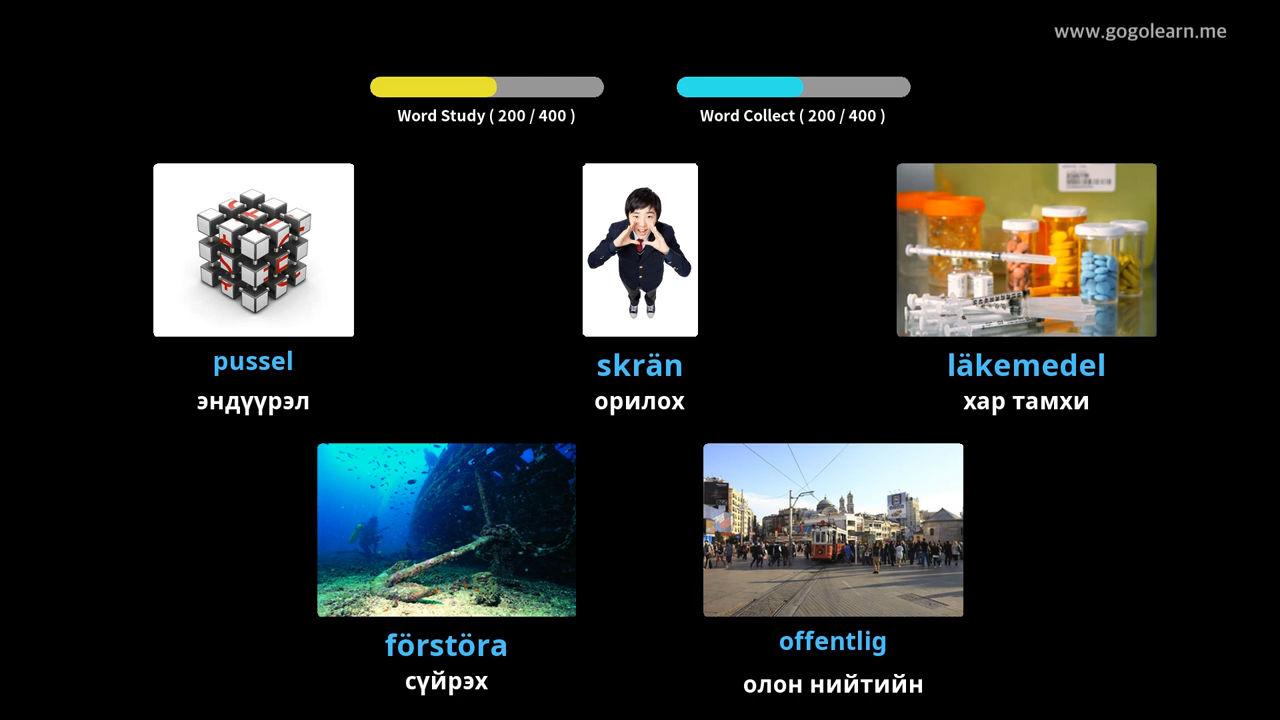 www.gogolearn.me
Word Study ( 200 / 400 )
Word Collect ( 200 / 400 )
pussel
эндүүрэл
skrän
орилох
läkemedel
хар тамхи
förstöra
сүйрэх
offentlig
олон нийтийн